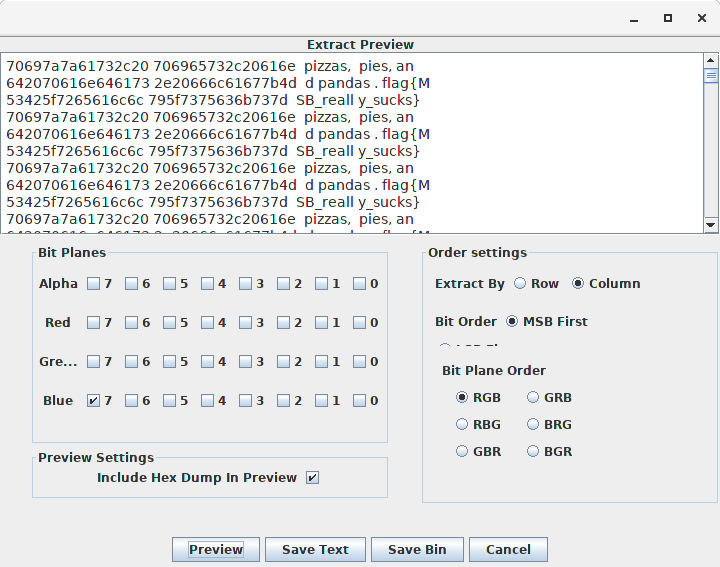 Extract Preview
70697a7a61732c20 706965732c20616e pizzas, pies, an
642070616e646173 2e20666c61677b4d d pandas . flag{M
53425f7265616c6c 795f7375636b737d SB_reall y_sucks}
70697a7a61732c20 706965732c20616e pizzas, pies, an
642070616e646173 2e20666c61677b4d d pandas . flag{M
53425f7265616c6c 795f7375636b737d SB_reall y_sucks}
70697a7a61732c20 706965732c20616e pizzas, pies, an
642070616e646173 2e20666c61677b4d d pandas . flag{M
53425f7265616c6c 795f7375636b737d SB_reall y_sucks}
70697a7a61732c20 706965732c20616e pizzas, pies, an
Bit Planes
Alpha 7 6 5 4 3 2 1 0
Red 7 6 5 4 3 2 1 0
Gre... 7 6 5 4 3 2 1 0
Blue 7 6 5 4 3 2 1 0
Preview Settings
Include Hex Dump In Preview
Order settings
Extract By Row Column
Bit Order MSB First
Bit Plane Order
RGB GRB
RBG BRG
GBR BGR
Preview Save Text Save Bin Cancel